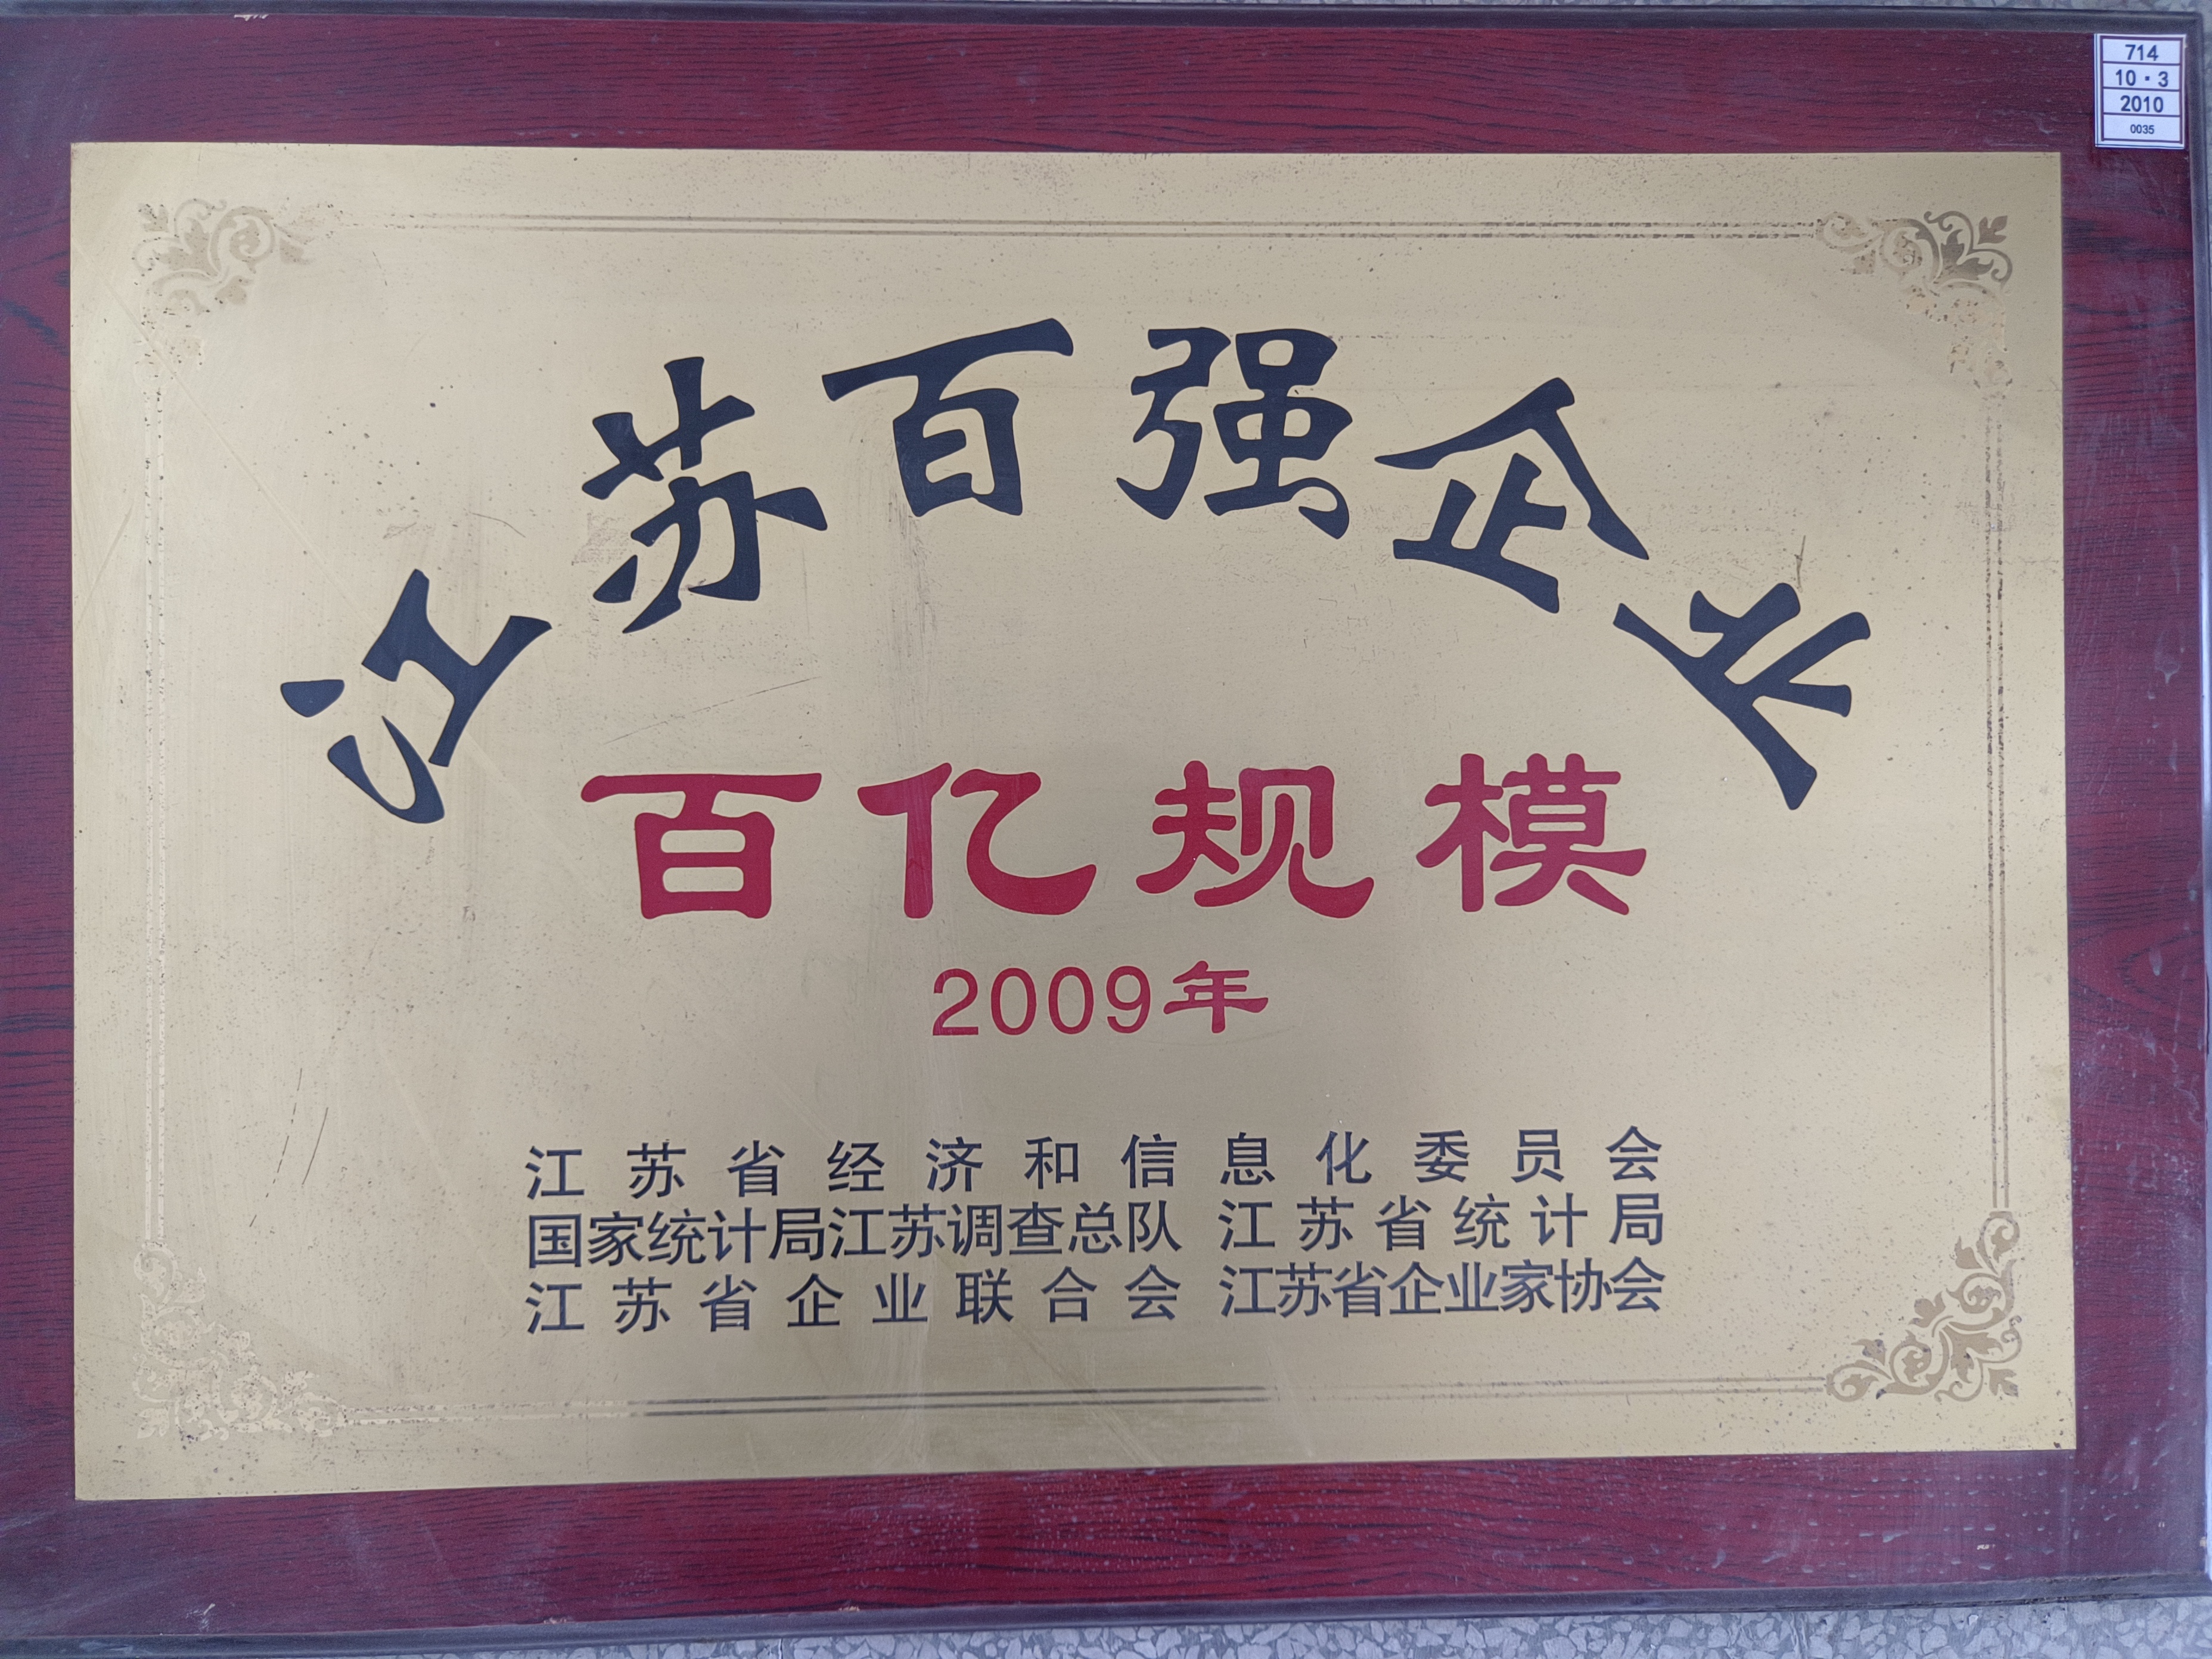 714
10·3
2010
0035
江苏百强企业
百亿规模
2009年
江苏省经济和信息化委员会
国家统计局江苏调查总队 江苏省统计局
江苏省企业联合会 江苏省企业家协会